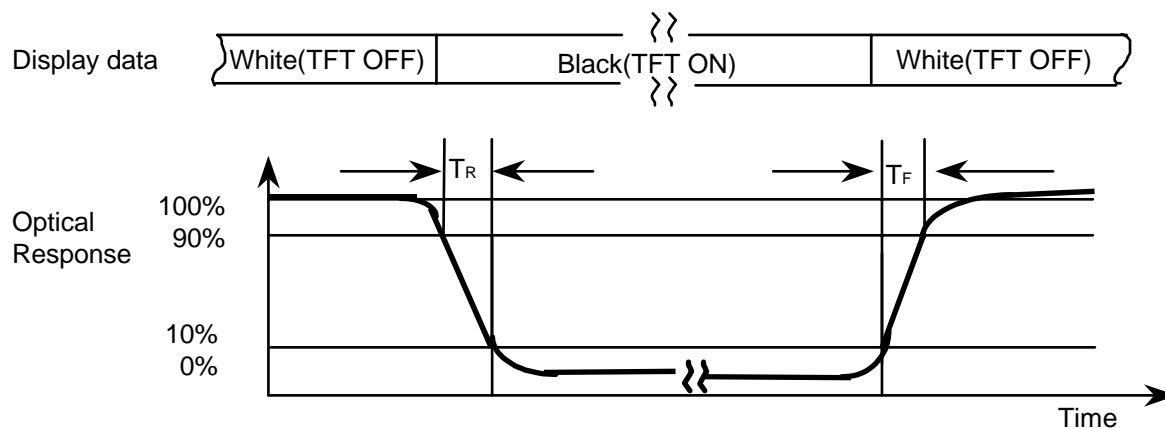 Display data
White(TFT OFF)
Black(TFT ON)
White(TFT OFF)
TR
TF
Optical
Response
100%
90%
10%
0%
Time